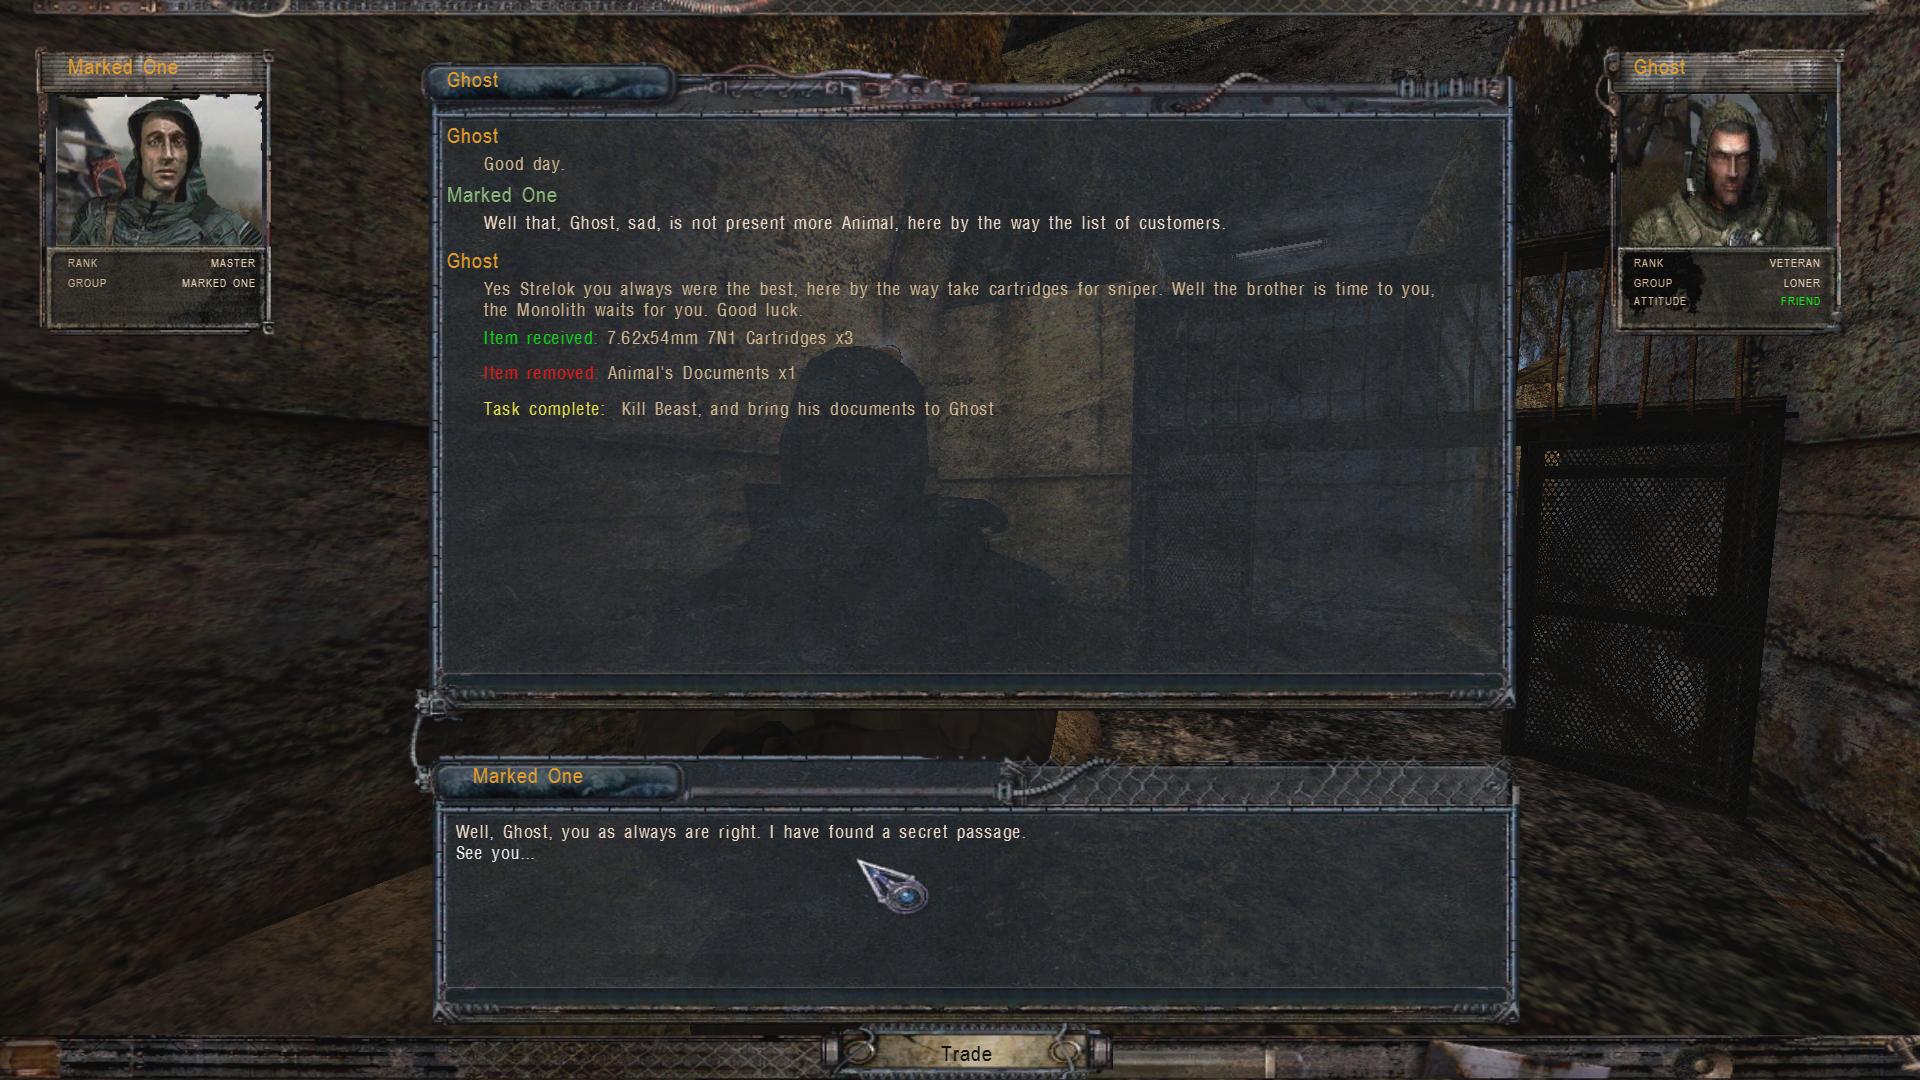 Marked One
RANK MASTER
GROUP MARKED ONE
Ghost
Ghost
Good day.
Marked One
Well that, Ghost, sad, is not present more Animal, here by the way the list of customers.
Ghost
Yes Strelok you always were the best, here by the way take cartridges for sniper. Well the brother is time to you,
the Monolith waits for you. Good luck.
Item received: 7.62x54mm 7N1 Cartridges x3
Item removed: Animal's Documents x1
Task complete: Kill Beast, and bring his documents to Ghost
Ghost
RANK VETERAN
GROUP LONER
ATTITUDE FRIEND
Marked One
Well, Ghost, you as always are right. I have found a secret passage.
See you...
Trade